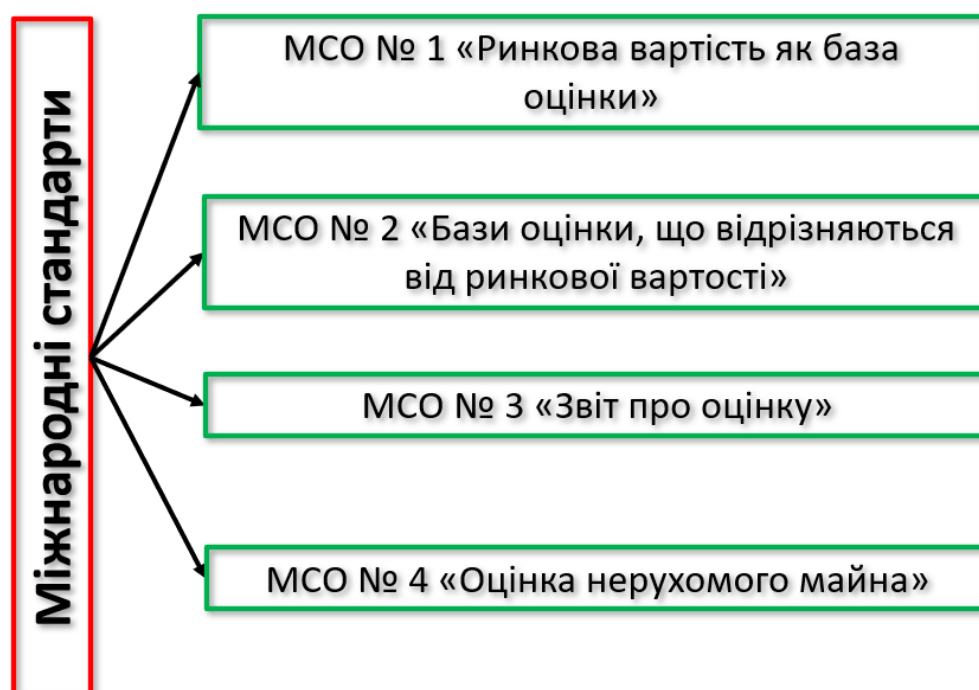 Міжнародні стандарти
МСО № 1 «Ринкова вартість як база
оцінки»
МСО № 2 «Бази оцінки, що відрізняються
від ринкової вартості»
МСО № 3 «Звіт про оцінку»
МСО № 4 «Оцінка нерухомого майна»